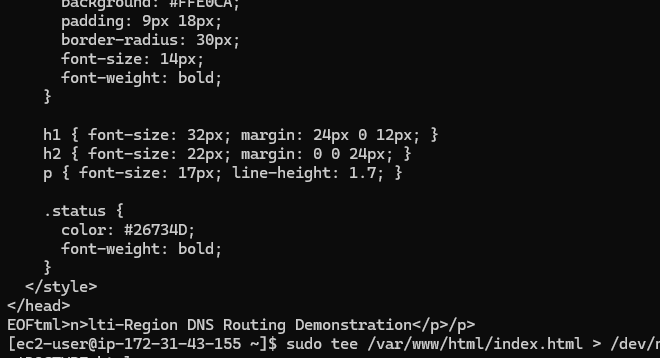 background: #FFE0CA;
padding: 9px 18px;
border-radius: 30px;
font-size: 14px;
font-weight: bold;
}
h1 { font-size: 32px; margin: 24px 0 12px; }
h2 { font-size: 22px; margin: 0 0 24px; }
p { font-size: 17px; line-height: 1.7; }
.status {
color: #26734D;
font-weight: bold;
}
</style>
</head>
EOFtml>n>lti-Region DNS Routing Demonstration</p>/p>
[ec2-user@ip-172-31-43-155 ~]$ sudo tee /var/www/html/index.html > /dev/